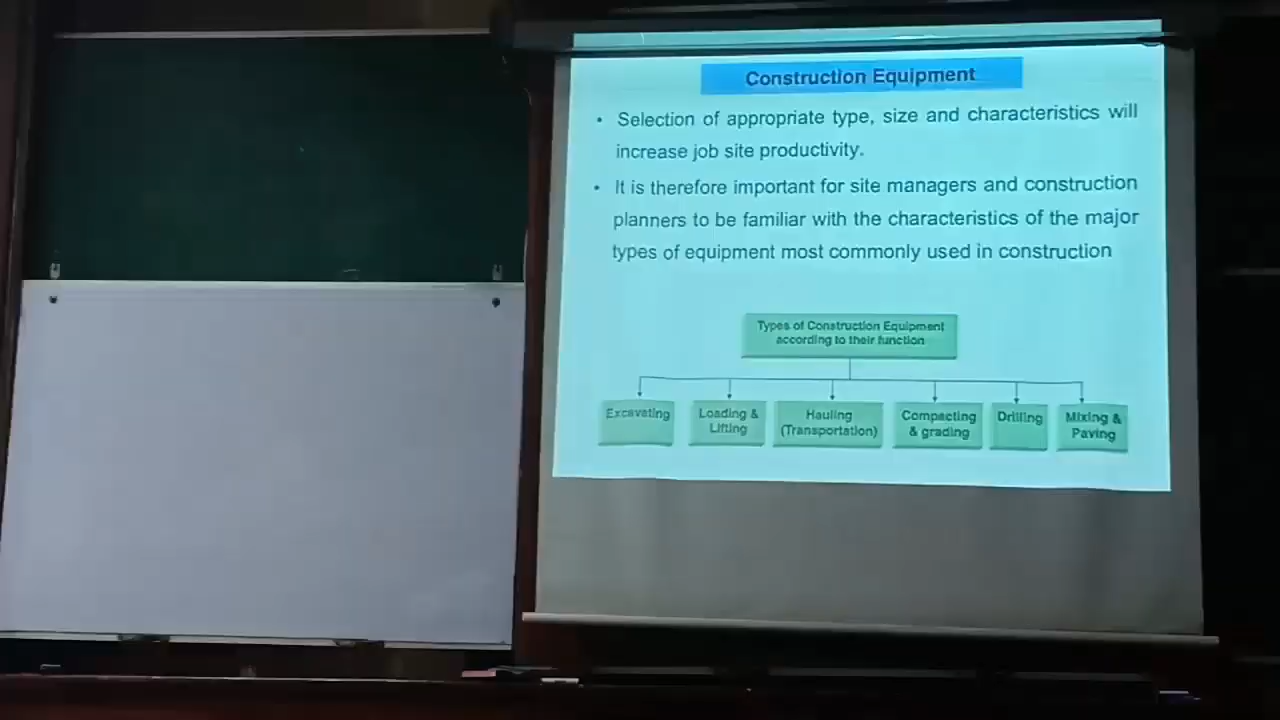 Construction Equipment
• Selection of appropriate type, size and characteristics will
increase job site productivity.
• It is therefore important for site managers and construction
planners to be familiar with the characteristics of the major
types of equipment most commonly used in construction
Types of Construction Equipment
according to their function
Excavating
Loading &
Lifting
Hauling
(Transportation)
Compacting
& grading
Drilling
Mixing &
Paving